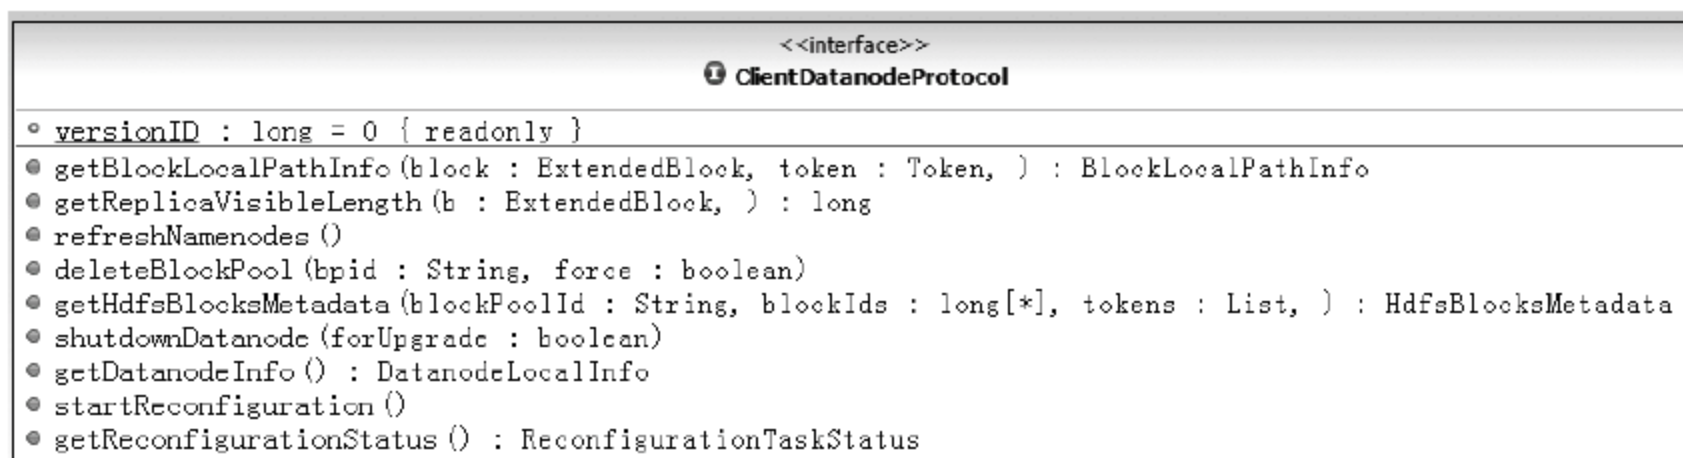 <<interface>>
ClientDatanodeProtocol
versionID : long = 0 { readonly }
getBlockLocalPathInfo(block : ExtendedBlock, token : Token, ) : BlockLocalPathInfo
getReplicaVisibleLength(b : ExtendedBlock, ) : long
refreshNamenodes()
deleteBlockPool(bpid : String, force : boolean)
getHdfsBlocksMetadata(blockPoolId : String, blockIds : long[*], tokens : List, ) : HdfsBlocksMetadata
shutdownDatanode(forUpgrade : boolean)
getDatanodeInfo() : DatanodeLocalInfo
startReconfiguration()
getReconfigurationStatus() : ReconfigurationTaskStatus